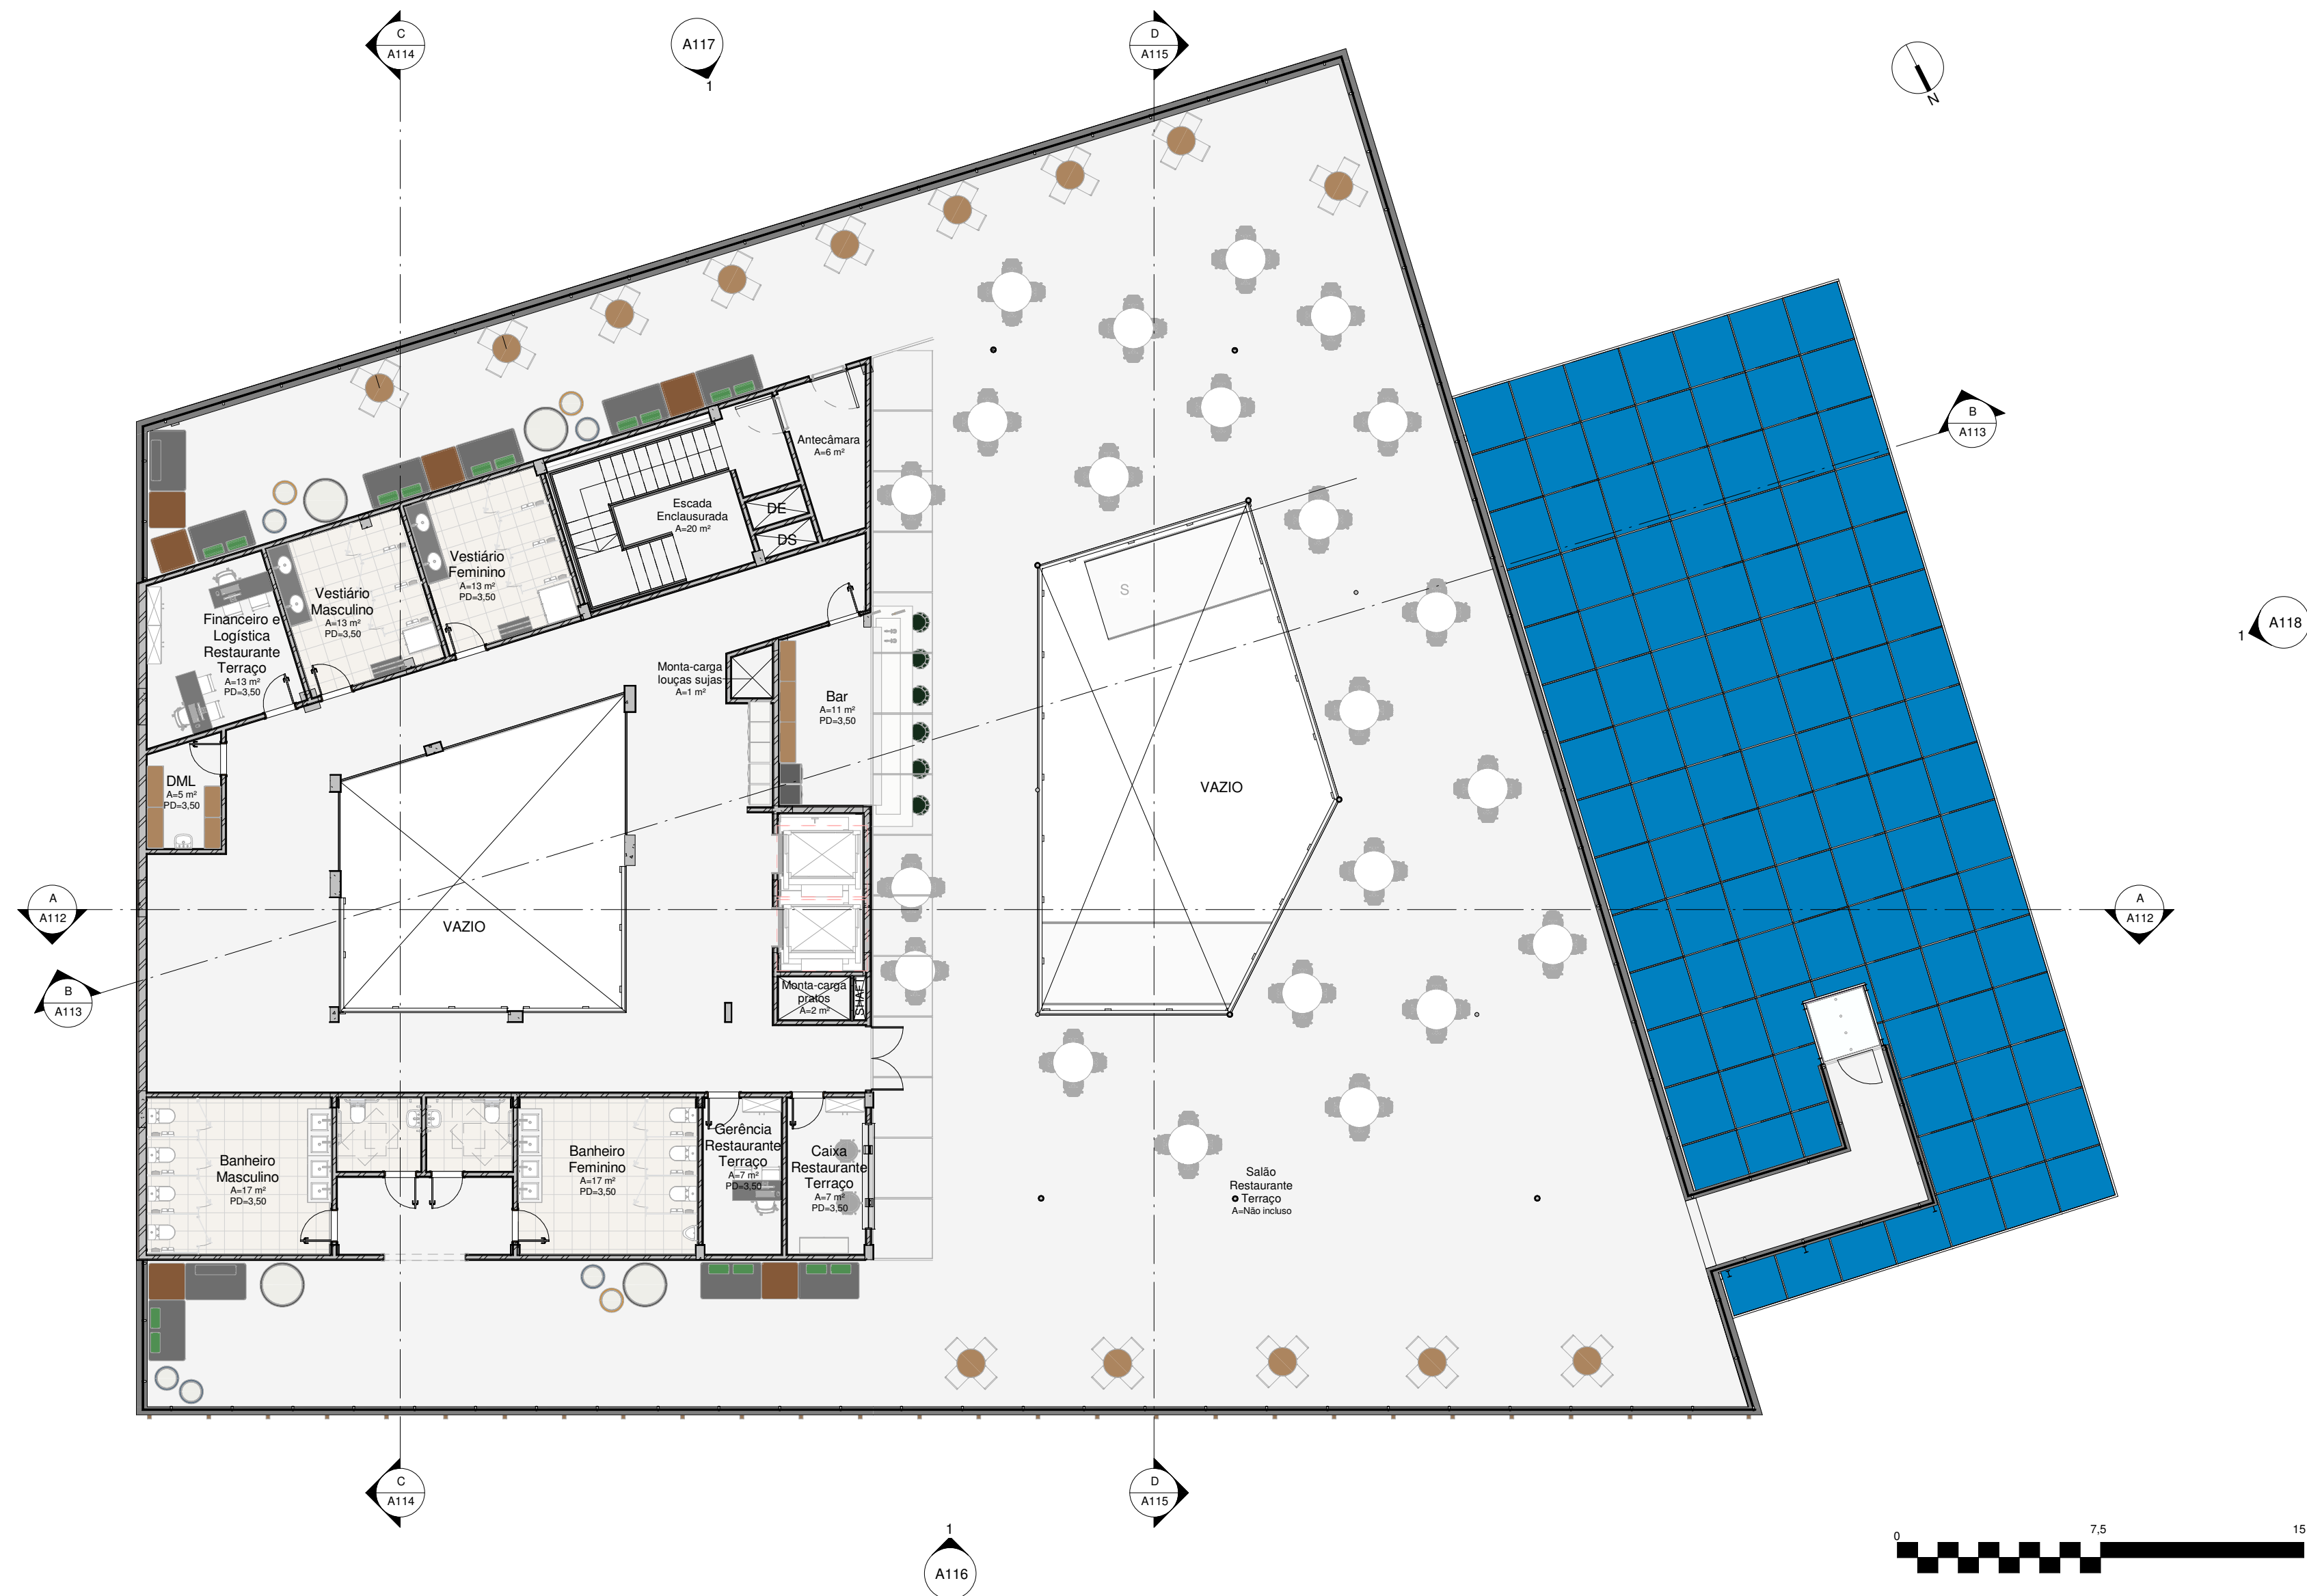 C
A114
A117
1
D
A115
N
B
A113
Antecâmara
A=6 m²
Escada
Enclausurada
A=20 m²
DE
DS
Vestiário
Feminino
A=13 m²
PD=3,50
Vestiário
Masculino
A=13 m²
PD=3,50
Financeiro e
Logística
Restaurante
Terraço
A=13 m²
PD=3,50
S
A118
1
Monta-carga
louças sujas
A=1 m²
Bar
A=11 m²
PD=3,50
DML
A=5 m²
PD=3,50
VAZIO
VAZIO
A
A112
A
A112
B
A113
Monta-carga
pratos
A=2 m²
SHAFT
Banheiro
Masculino
A=17 m²
PD=3,50
Banheiro
Feminino
A=17 m²
PD=3,50
Gerência
Restaurante
Terraço
A=7 m²
PD=3,50
Caixa
Restaurante
Terraço
A=7 m²
PD=3,50
Salão
Restaurante
Terraço
A=Não incluso
C
A114
D
A115
1
A116
0
7,5
15